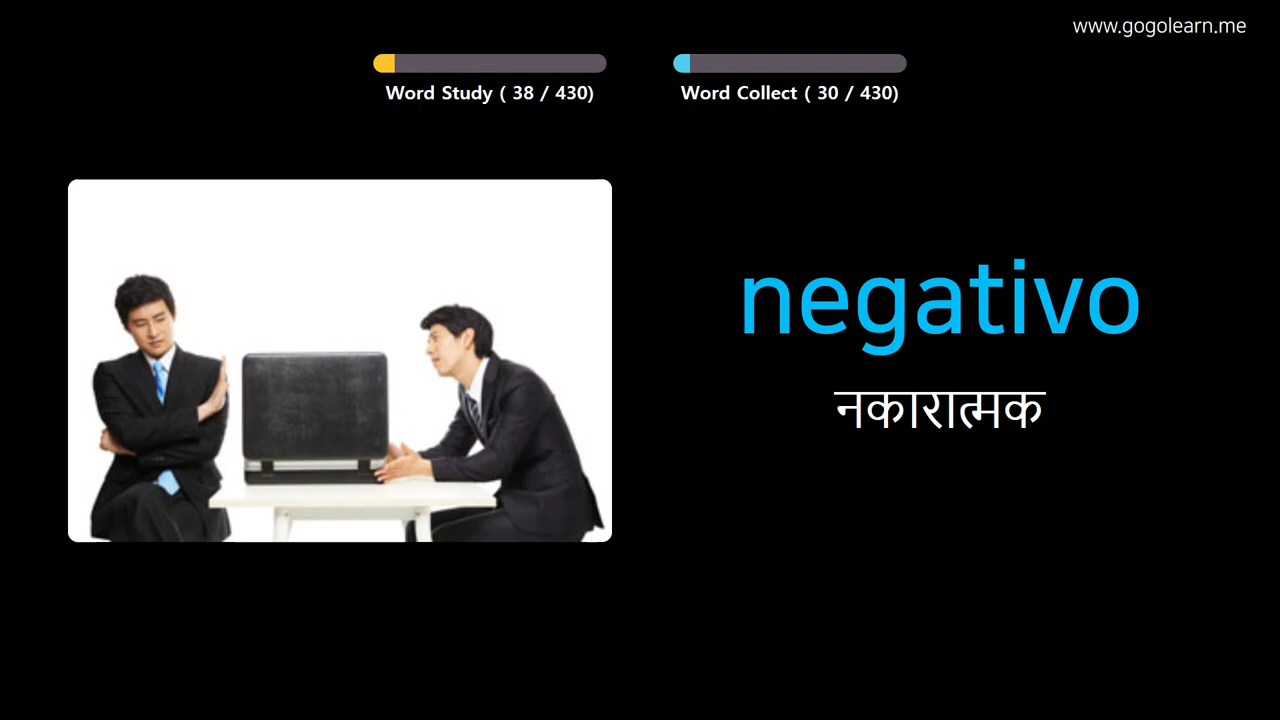 www.gogolearn.me
Word Study ( 38 / 430)
Word Collect ( 30 / 430)
negativo
नकारात्मक